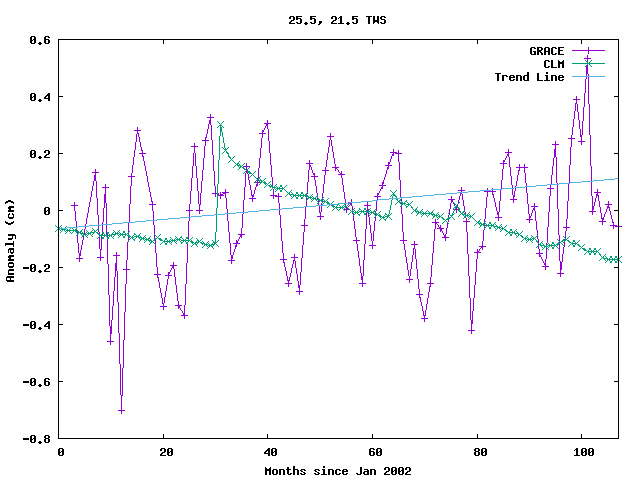 25.5, 21.5 TWS
GRACE
CLM
Trend Line
0.6
0.4
0.2
0
-0.2
-0.4
-0.6
-0.8
Anomaly (cm)
0 20 40 60 80 100
Months since Jan 2002